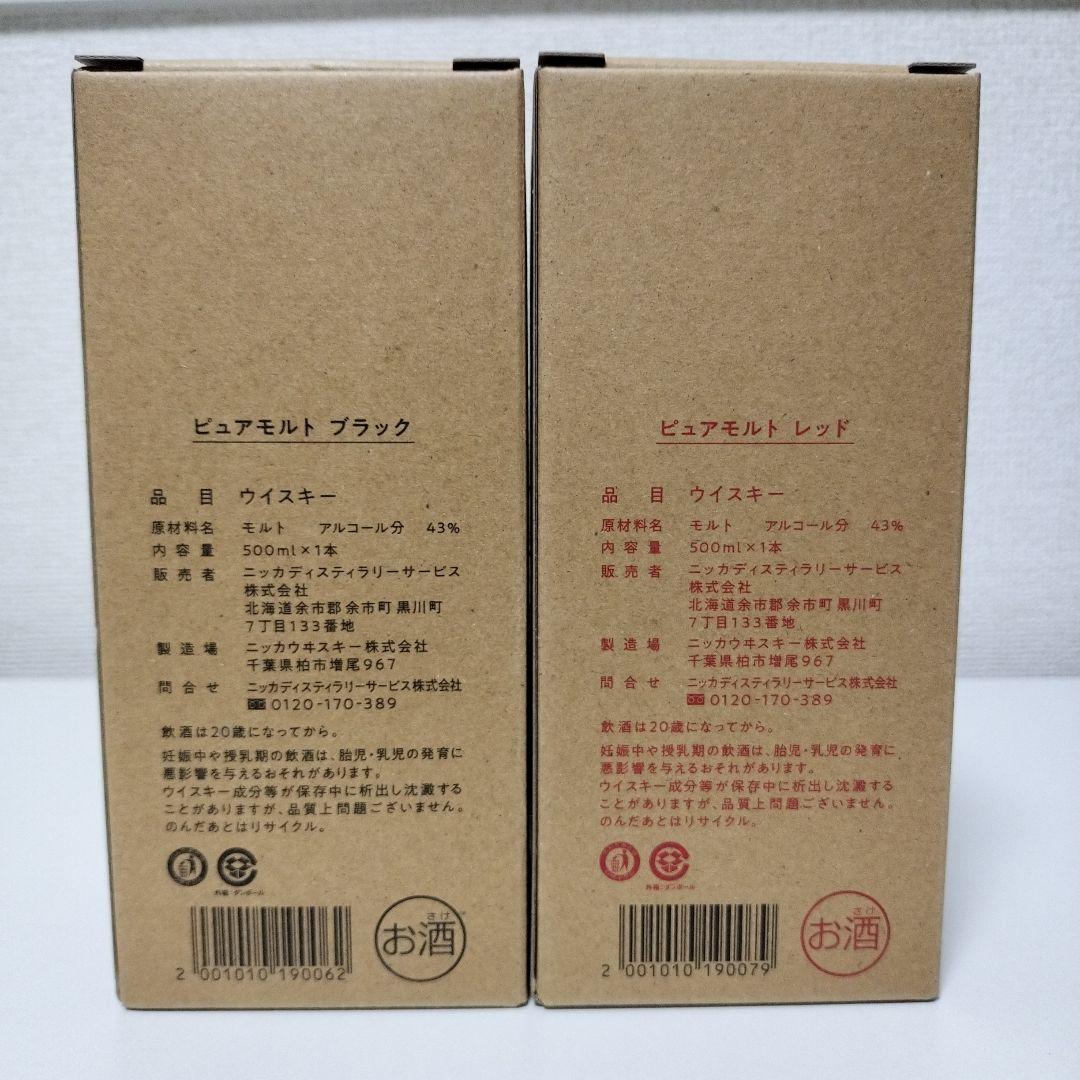 ピュアモルト ブラック
品目 ウイスキー
原材料名 モルト アルコール分 43%
内容量 500ml×1本
販売者 ニッカディスティラリーサービス
株式会社
北海道余市郡余市町黒川町
7丁目133番地
製造場 ニッカウヰスキー株式会社
千葉県柏市増尾967
問合せ ニッカディスティラリーサービス株式会社
0120-170-389
飲酒は20歳になってから。
妊娠中や授乳期の飲酒は、胎児・乳児の発育に
悪影響を与えるおそれがあります。
ウイスキー成分等が保存中に析出し沈澱する
ことがありますが、品質上問題ございません。
のんだあとはリサイクル。
外箱:ダンボール
さけ
お酒
2 001010 190062
ピュアモルト レッド
品目 ウイスキー
原材料名 モルト アルコール分 43%
内容量 500ml×1本
販売者 ニッカディスティラリーサービス
株式会社
北海道余市郡余市町黒川町
7丁目133番地
製造場 ニッカウヰスキー株式会社
千葉県柏市増尾967
問合せ ニッカディスティラリーサービス株式会社
0120-170-389
飲酒は20歳になってから。
妊娠中や授乳期の飲酒は、胎児・乳児の発育に
悪影響を与えるおそれがあります。
ウイスキー成分等が保存中に析出し沈澱する
ことがありますが、品質上問題ございません。
のんだあとはリサイクル。
外箱:ダンボール
さけ
お酒
2 001010 190079